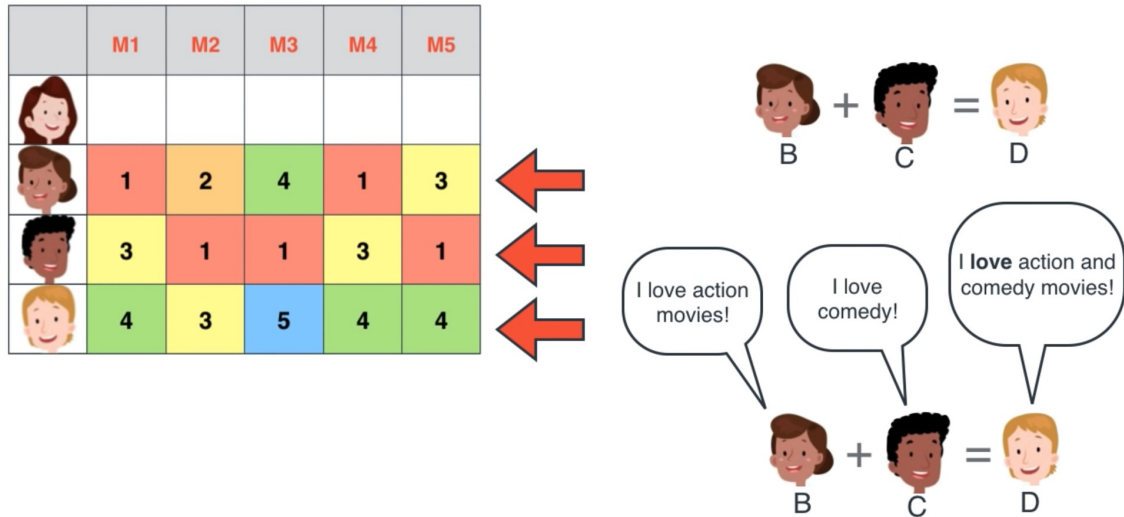 M1 M2 M3 M4 M5
1 2 4 1 3
3 1 1 3 1
4 3 5 4 4
+ =
B C D
I love action
movies!
I love
comedy!
I love action and
comedy movies!
+ =
B C D